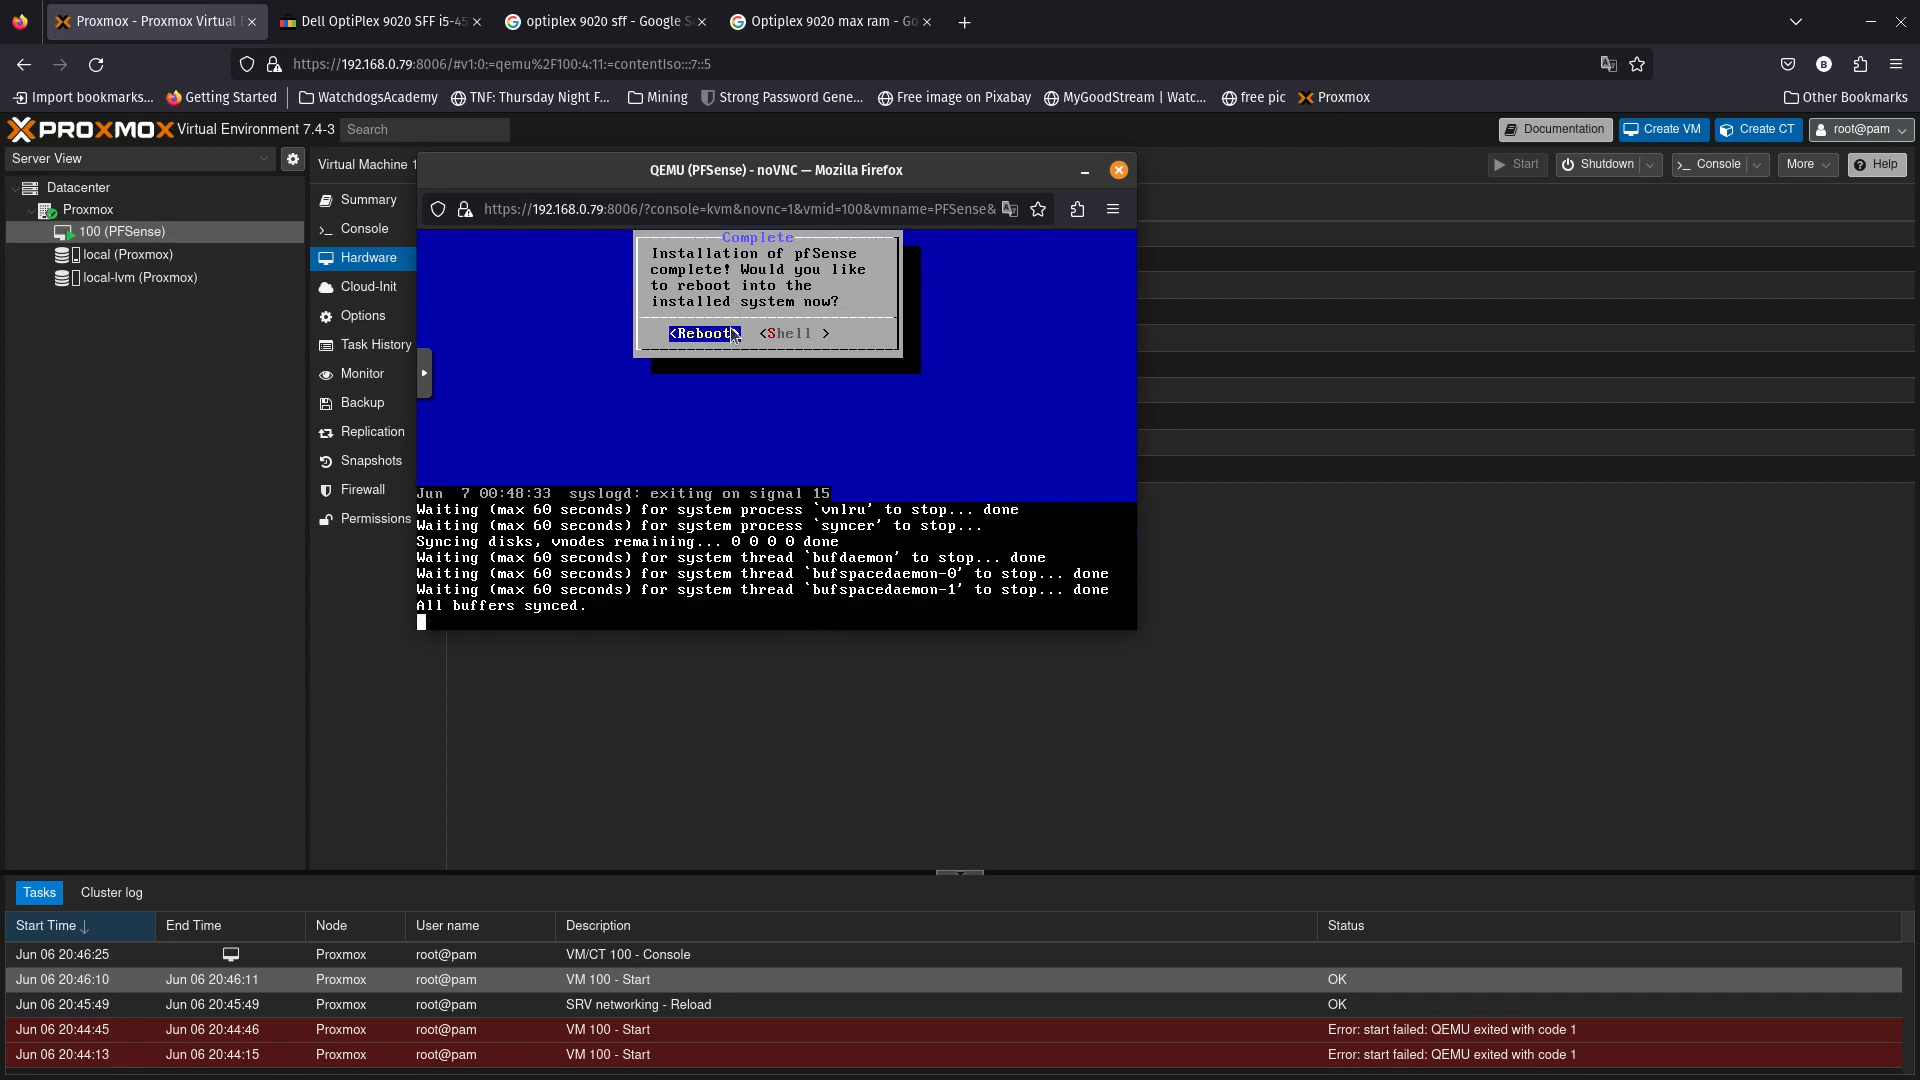 Proxmox - Proxmox Virtual E
Dell OptiPlex 9020 SFF i5-45
optiplex 9020 sff - Google S
Optiplex 9020 max ram - Go
https://192.168.0.79:8006/#v1:0:=qemu%2F100:4:11:=contentIso:::7::5
B
Import bookmarks...
Getting Started
WatchdogsAcademy
TNF: Thursday Night F...
Mining
Strong Password Gene...
Free image on Pixabay
MyGoodStream | Watc...
free pic
Proxmox
Other Bookmarks
PROXMOX Virtual Environment 7.4-3
Search
Documentation
Create VM
Create CT
root@pam
Server View
Virtual Machine 1
Start
Shutdown
Console
More
Help
Datacenter
Proxmox
100 (PFSense)
local (Proxmox)
local-lvm (Proxmox)
Summary
Console
Hardware
Cloud-Init
Options
Task History
Monitor
Backup
Replication
Snapshots
Firewall
Permissions
QEMU (PFSense) - noVNC — Mozilla Firefox
https://192.168.0.79:8006/?console=kvm&novnc=1&vmid=100&vmname=PFSense&
Complete
Installation of pfSense
complete! Would you like
to reboot into the
installed system now?
<Reboot> <Shell >
Jun  7 00:48:33  syslogd: exiting on signal 15
Waiting (max 60 seconds) for system process `vnlru' to stop... done
Waiting (max 60 seconds) for system process `syncer' to stop...
Syncing disks, vnodes remaining... 0 0 0 0 done
Waiting (max 60 seconds) for system thread `bufdaemon' to stop... done
Waiting (max 60 seconds) for system thread `bufspacedaemon-0' to stop... done
Waiting (max 60 seconds) for system thread `bufspacedaemon-1' to stop... done
All buffers synced.
Tasks
Cluster log
Start Time End Time Node User name Description Status
Jun 06 20:46:25 Proxmox root@pam VM/CT 100 - Console
Jun 06 20:46:10 Jun 06 20:46:11 Proxmox root@pam VM 100 - Start OK
Jun 06 20:45:49 Jun 06 20:45:49 Proxmox root@pam SRV networking - Reload OK
Jun 06 20:44:45 Jun 06 20:44:46 Proxmox root@pam VM 100 - Start Error: start failed: QEMU exited with code 1
Jun 06 20:44:13 Jun 06 20:44:15 Proxmox root@pam VM 100 - Start Error: start failed: QEMU exited with code 1